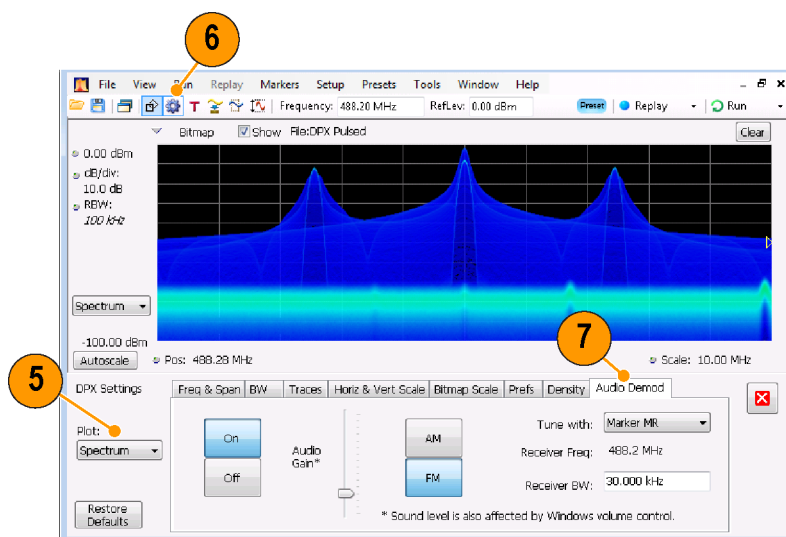 6
File View Run Replay Markers Setup Presets Tools Window Help
T Frequency: 488.20 MHz RefLev: 0.00 dBm Preset Replay Run
Bitmap Show File:DPX Pulsed Clear
0.00 dBm
dB/div:
10.0 dB
RBW:
100 kHz
Spectrum
-100.00 dBm
Autoscale Pos: 488.28 MHz Scale: 10.00 MHz
7
5
DPX Settings Freq & Span BW Traces Horiz & Vert Scale Bitmap Scale Prefs Density Audio Demod
Plot:
Spectrum
Restore
Defaults
On
Off
Audio
Gain*
AM
FM
Tune with: Marker MR
Receiver Freq: 488.2 MHz
Receiver BW: 30.000 kHz
* Sound level is also affected by Windows volume control.